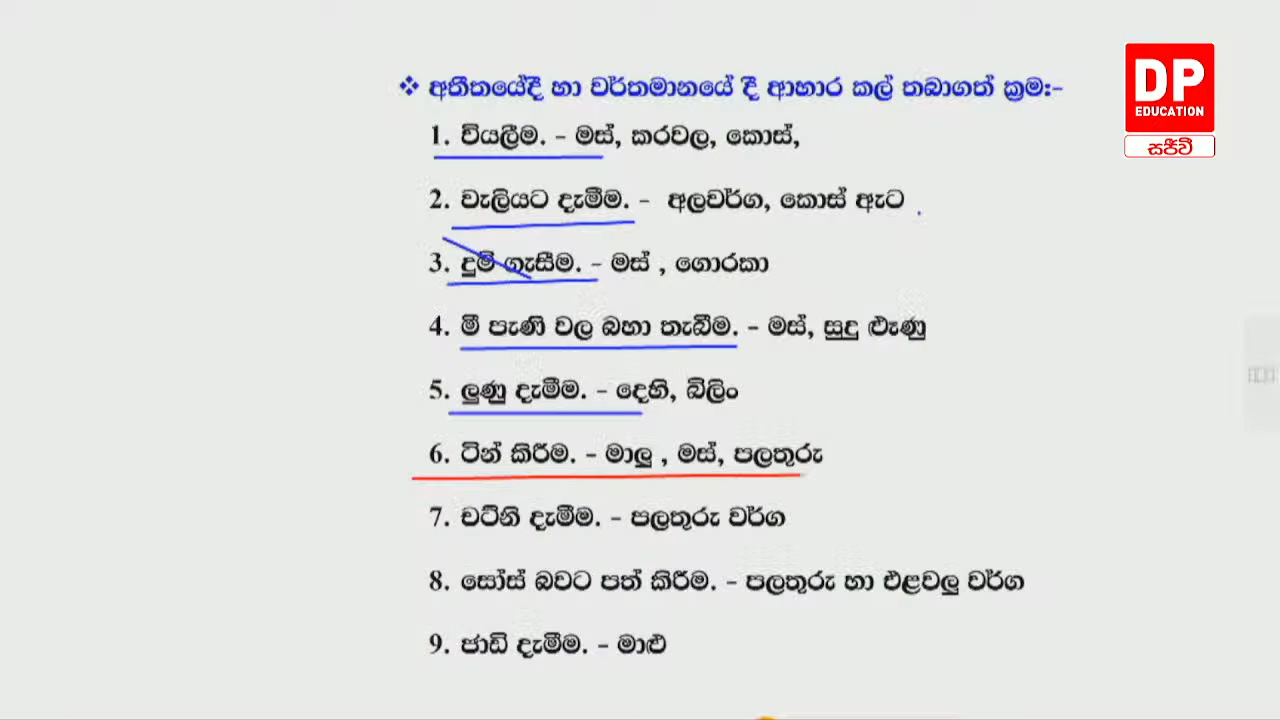 DP
EDUCATION
සජීවී
❖ අතීතයේදී හා වර්තමානයේ දී ආහාර කල් තබාගත් ක්‍රම:-
1. වියලීම. - මස්, කරවල, කොස්,
2. වැලියට දැමීම. - අලවර්ග, කොස් ඇට
3. දුම් ගැසීම. - මස් , ගොරකා
4. මී පැණි වල බහා තැබීම. - මස්, සුදු ළූණු
5. ලුණු දැමීම. - දෙහි, බිලිං
6. ටින් කිරීම. - මාලු , මස්, පලතුරු
7. චටිනි දැමීම. - පලතුරු වර්ග
8. සෝස් බවට පත් කිරීම. - පලතුරු හා එළවලු වර්ග
9. ජාඩි දැමීම. - මාළු